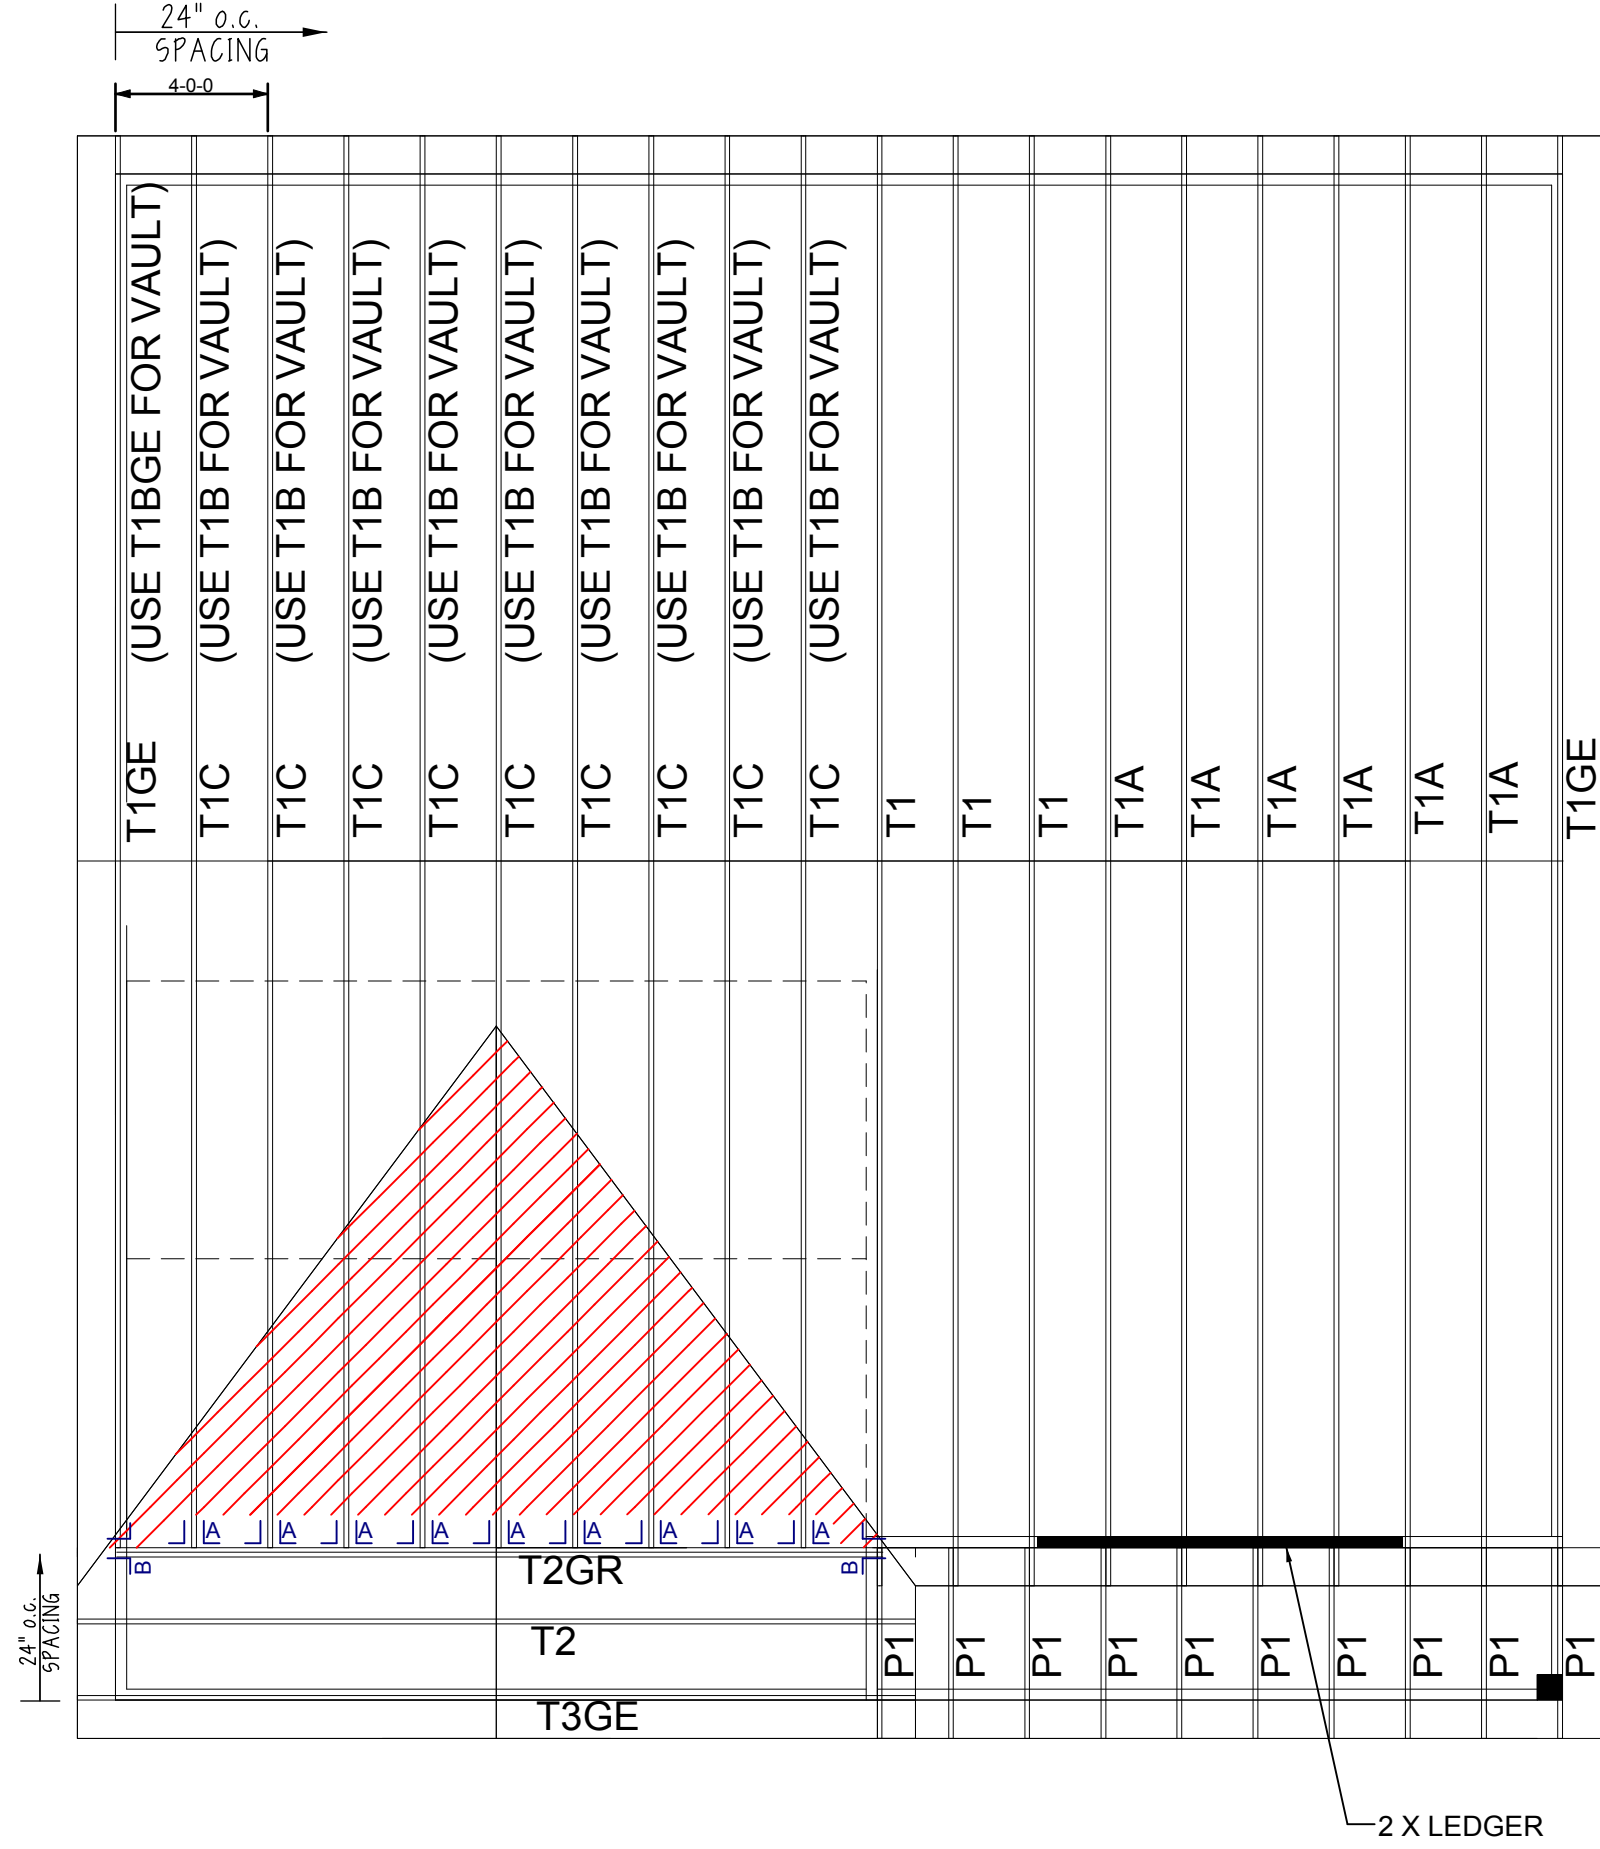 24" o.c.
SPACING
4-0-0
T1GE (USE T1BGE FOR VAULT)
T1C (USE T1B FOR VAULT)
T1C (USE T1B FOR VAULT)
T1C (USE T1B FOR VAULT)
T1C (USE T1B FOR VAULT)
T1C (USE T1B FOR VAULT)
T1C (USE T1B FOR VAULT)
T1C (USE T1B FOR VAULT)
T1C (USE T1B FOR VAULT)
T1C (USE T1B FOR VAULT)
T1
T1
T1
T1A
T1A
T1A
T1A
T1A
T1A
T1GE
A
A
A
A
A
A
A
A
A
B
B
T2GR
24" o.c.
SPACING
T2
P1
P1
P1
P1
P1
P1
P1
P1
P1
P1
T3GE
2 X LEDGER